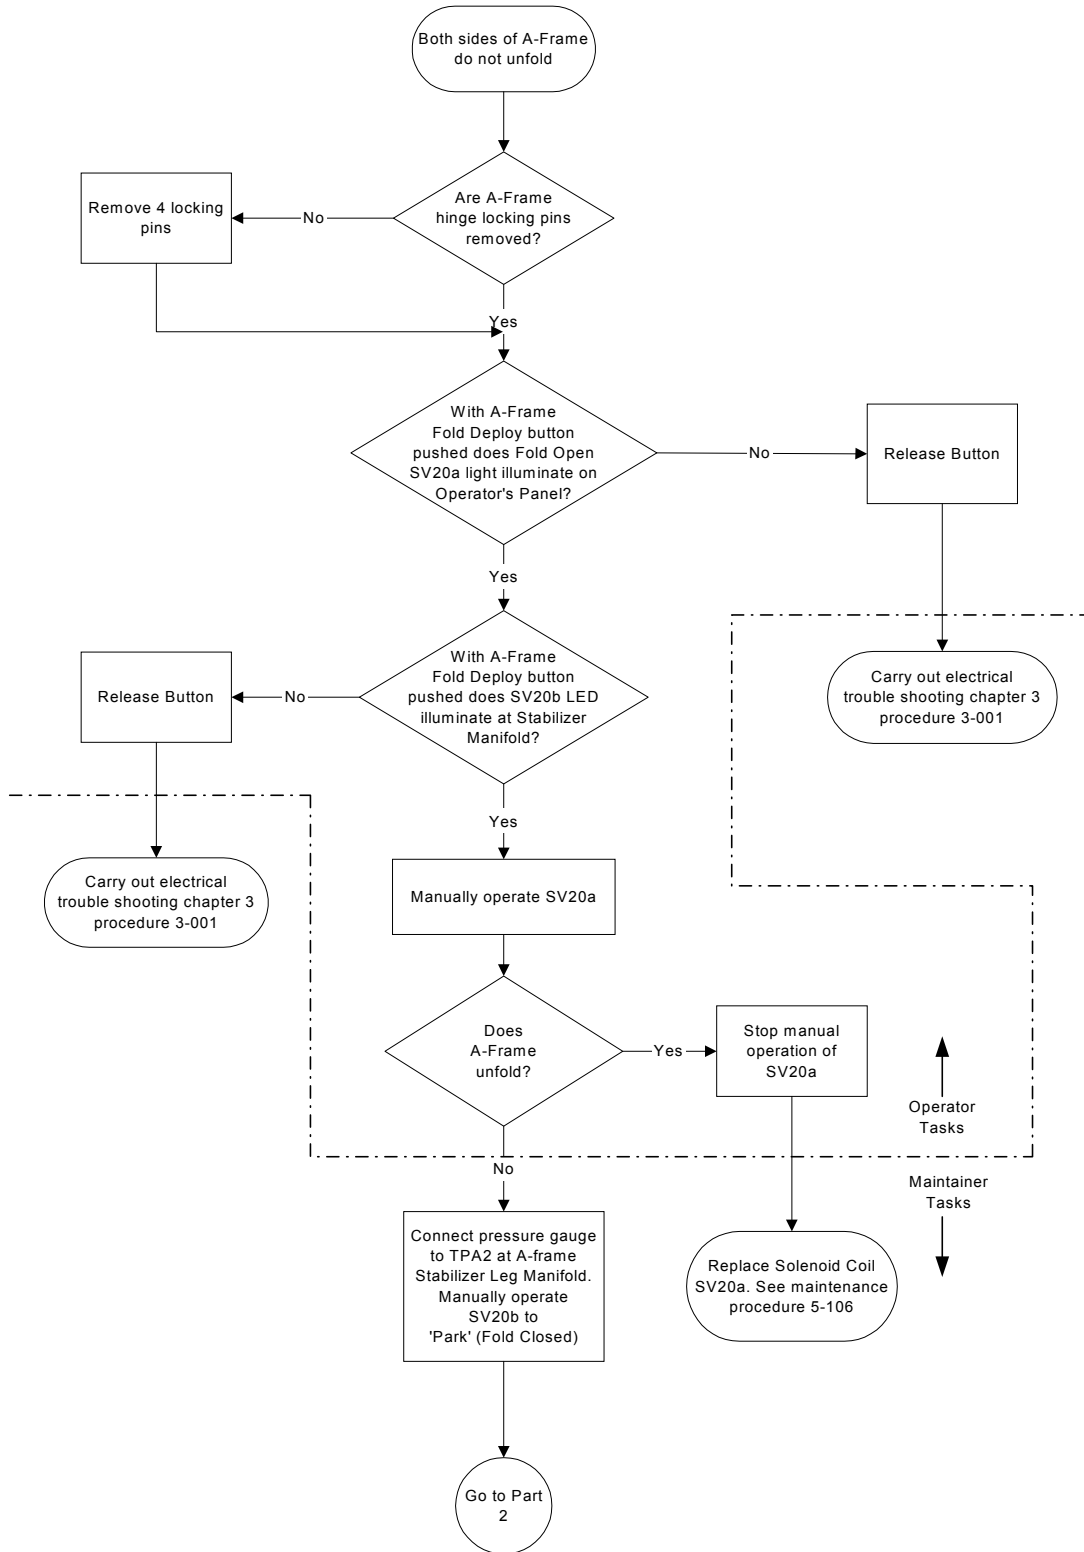 Both sides of A-Frame
do not unfold
Are A-Frame
hinge locking pins
removed?
No
Remove 4 locking
pins
Yes
With A-Frame
Fold Deploy button
pushed does Fold Open
SV20a light illuminate on
Operator's Panel?
No
Release Button
Carry out electrical
trouble shooting chapter 3
procedure 3-001
Yes
With A-Frame
Fold Deploy button
pushed does SV20b LED
illuminate at Stabilizer
Manifold?
No
Release Button
Carry out electrical
trouble shooting chapter 3
procedure 3-001
Yes
Manually operate SV20a
Does
A-Frame
unfold?
Yes
Stop manual
operation of
SV20a
Operator
Tasks
Maintainer
Tasks
Replace Solenoid Coil
SV20a. See maintenance
procedure 5-106
No
Connect pressure gauge
to TPA2 at A-frame
Stabilizer Leg Manifold.
Manually operate
SV20b to
'Park' (Fold Closed)
Go to Part
2